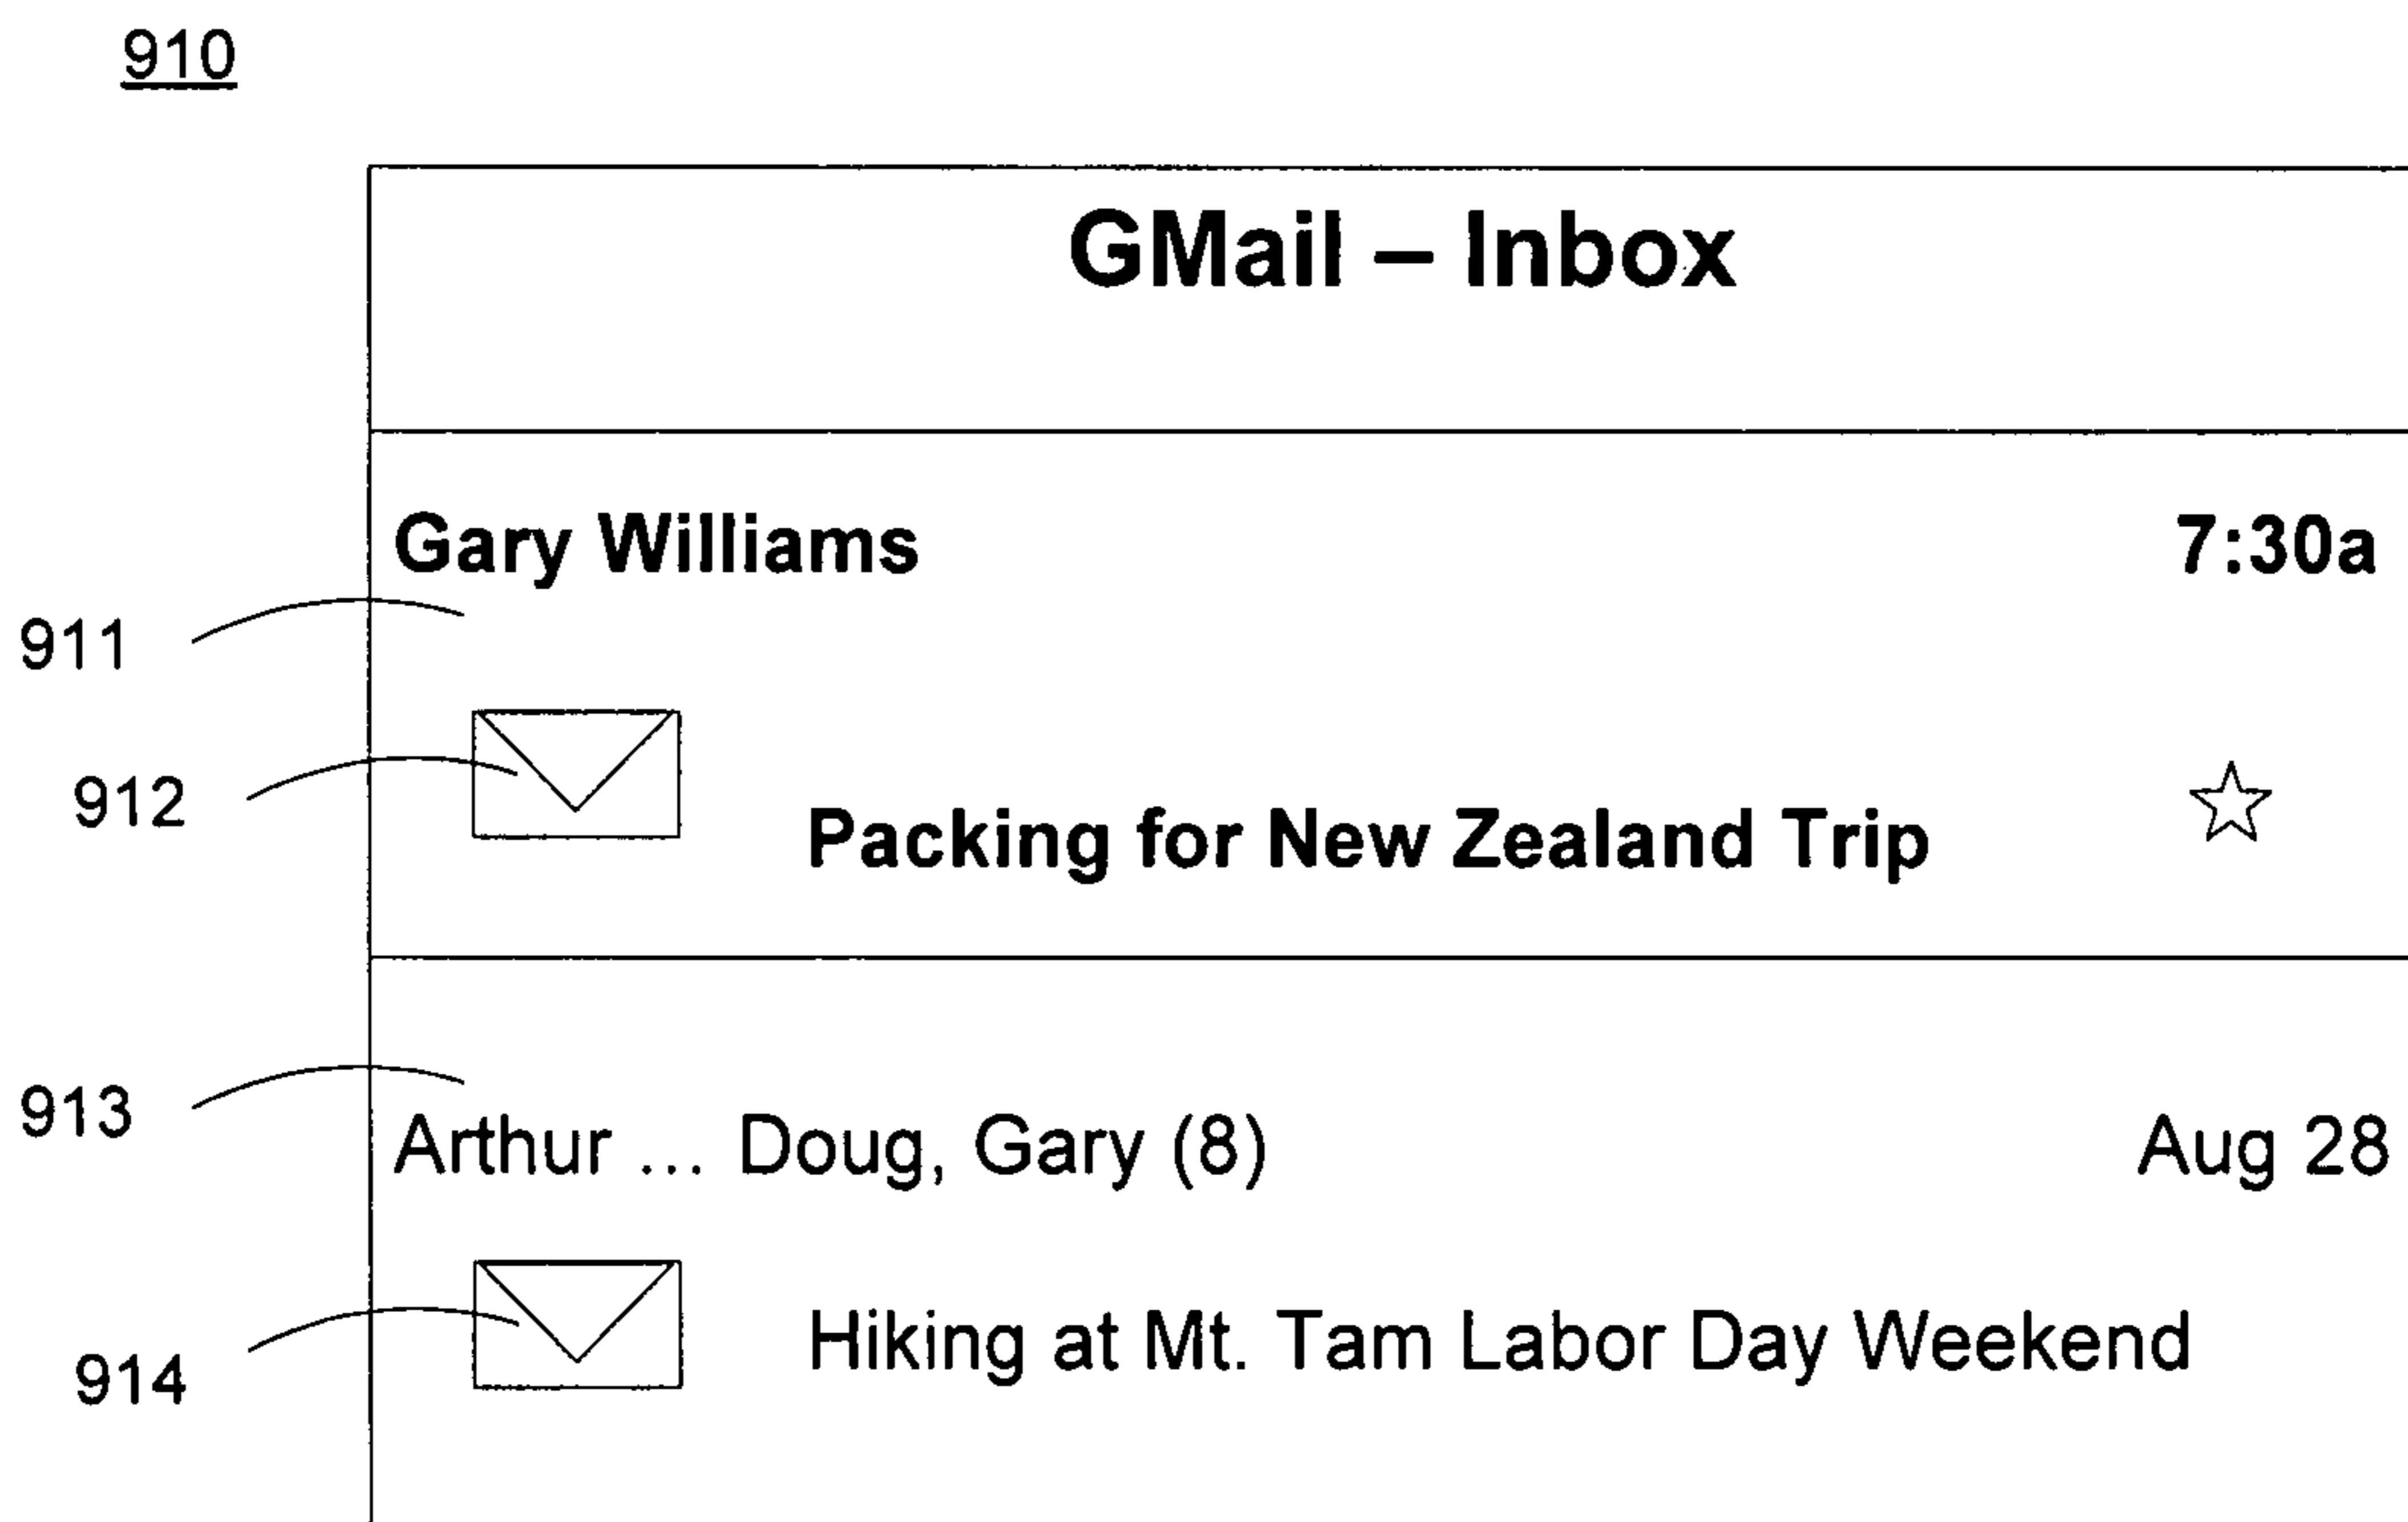 910
GMail – Inbox
Gary Williams 7:30a
911
912
Packing for New Zealand Trip
913
Arthur ... Doug, Gary (8) Aug 28
914
Hiking at Mt. Tam Labor Day Weekend